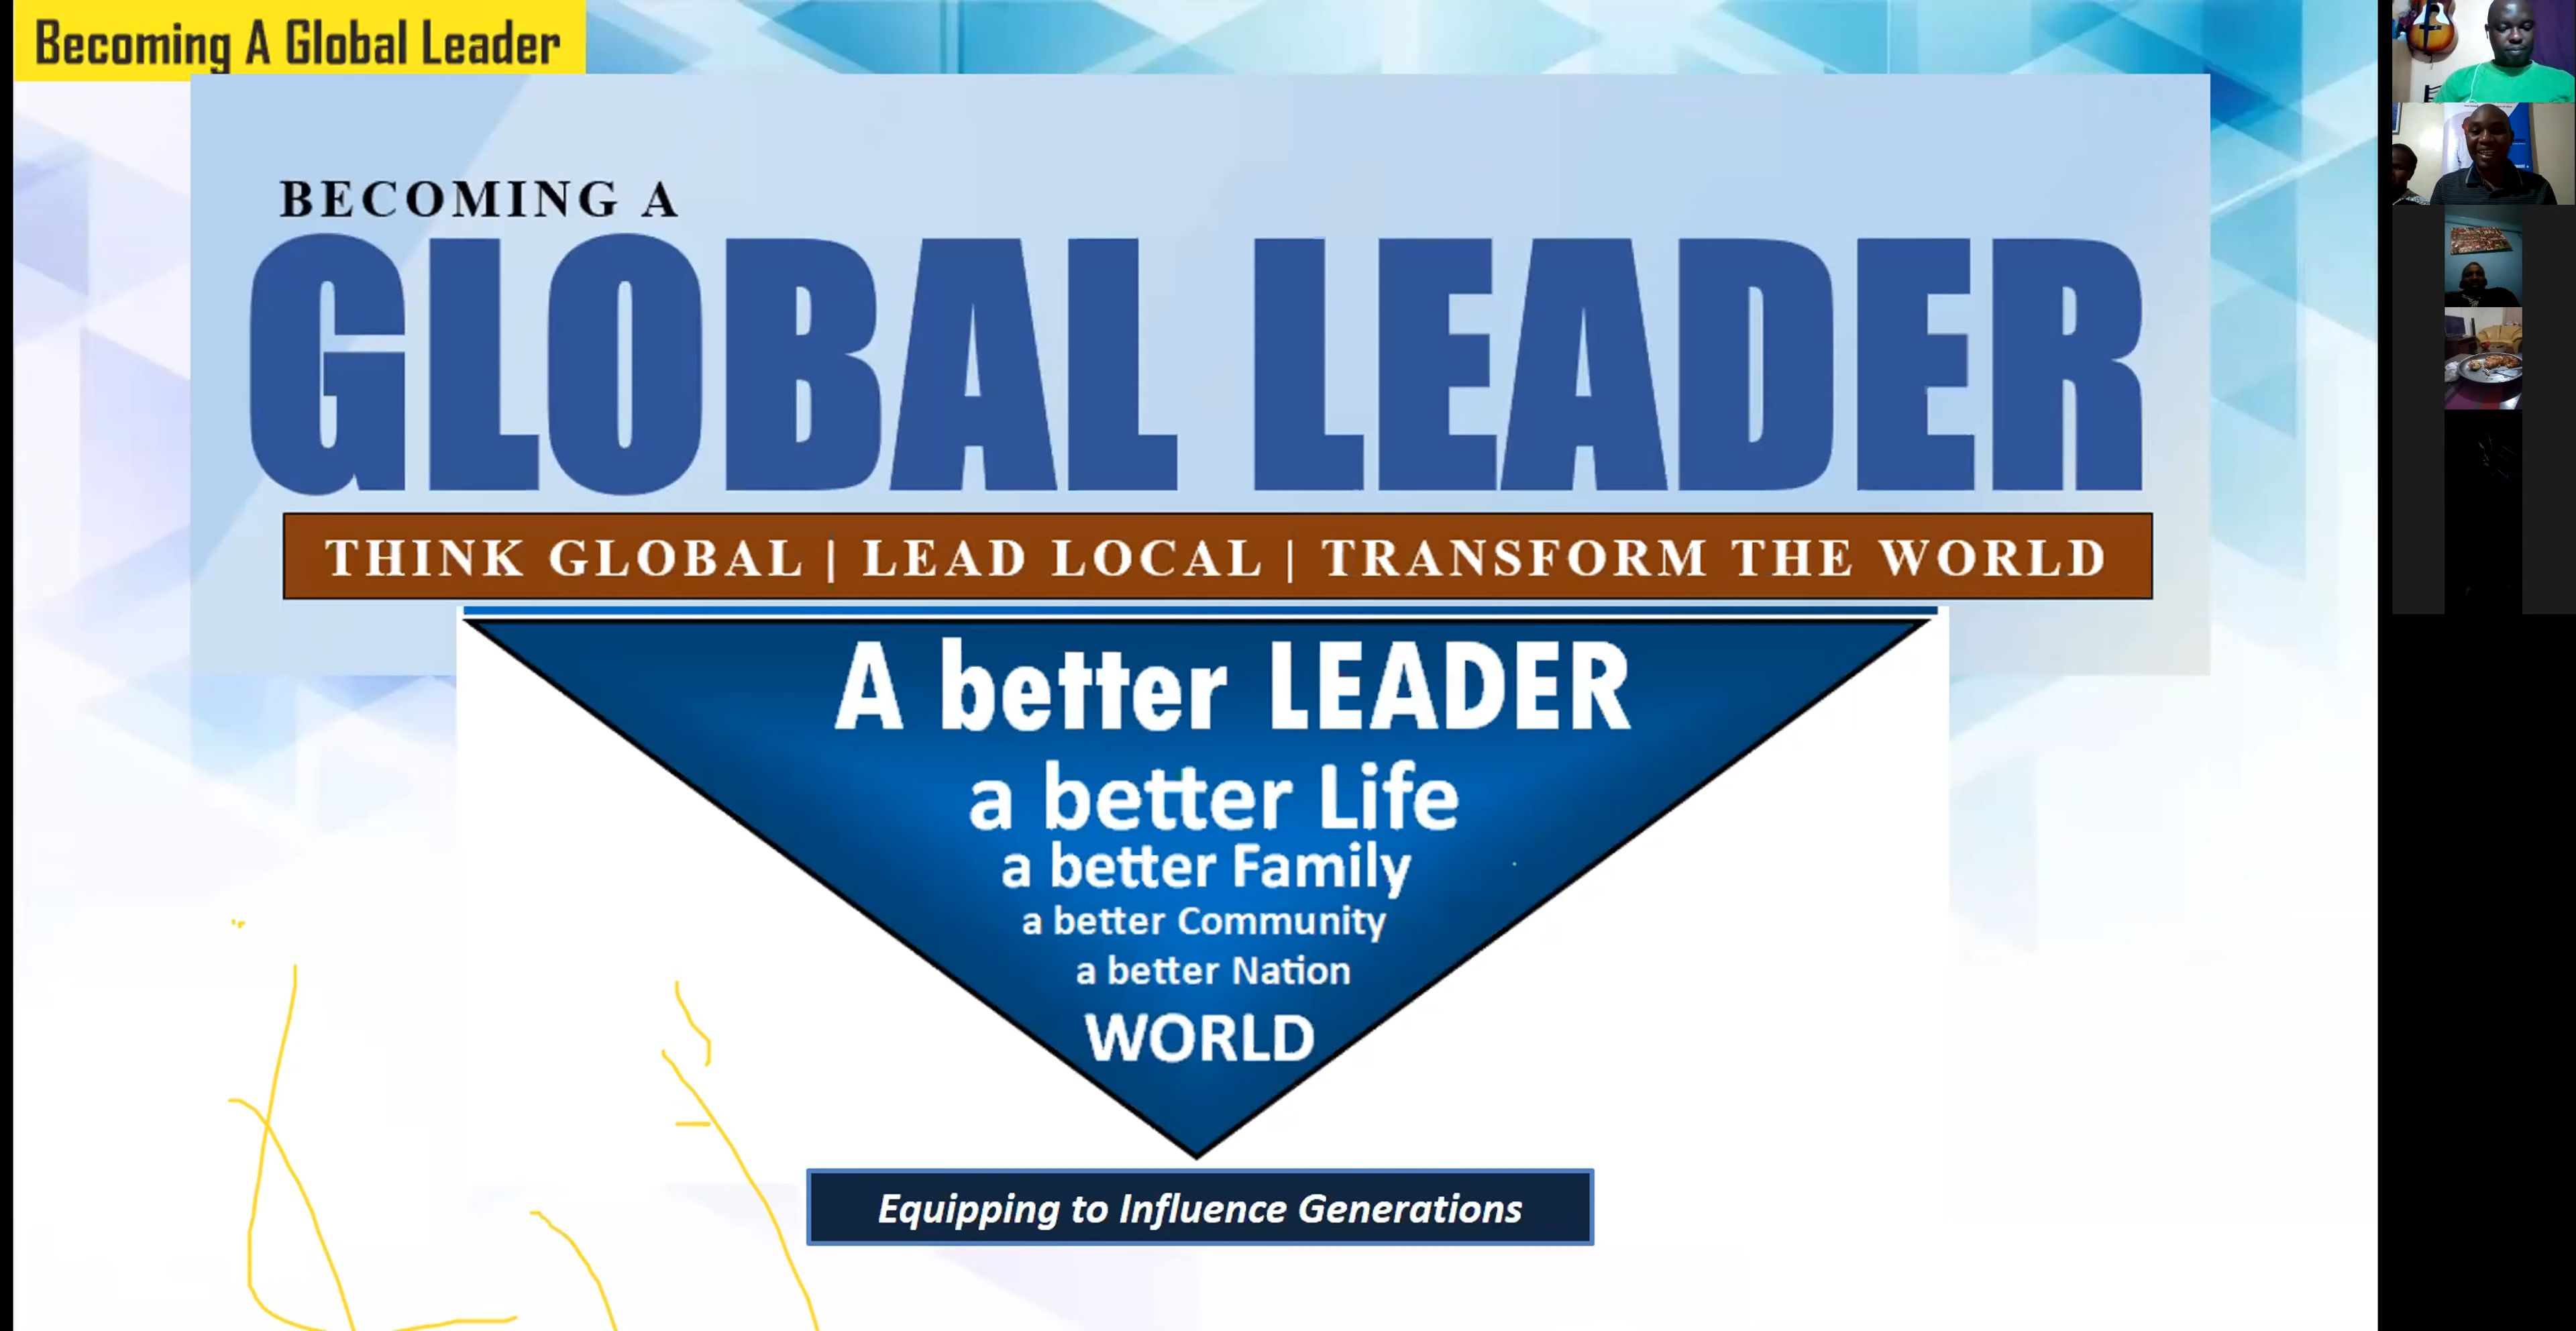 Becoming A Global Leader
BECOMING A
GLOBAL LEADER
THINK GLOBAL | LEAD LOCAL | TRANSFORM THE WORLD
A better LEADER
a better Life
a better Family
a better Community
a better Nation
WORLD
Equipping to Influence Generations